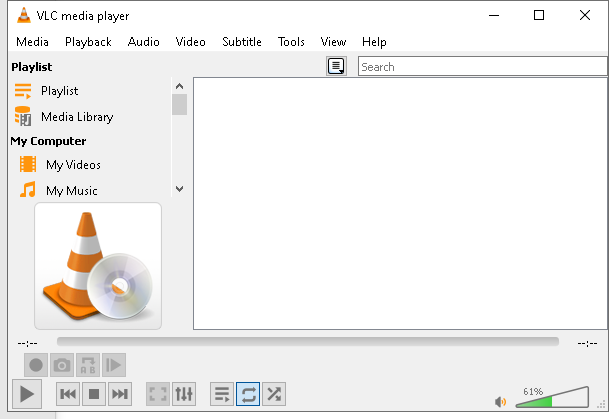 VLC media player
Media Playback Audio Video Subtitle Tools View Help
Playlist
Search
Playlist
Media Library
My Computer
My Videos
My Music
--:-- --:--
A B
61%